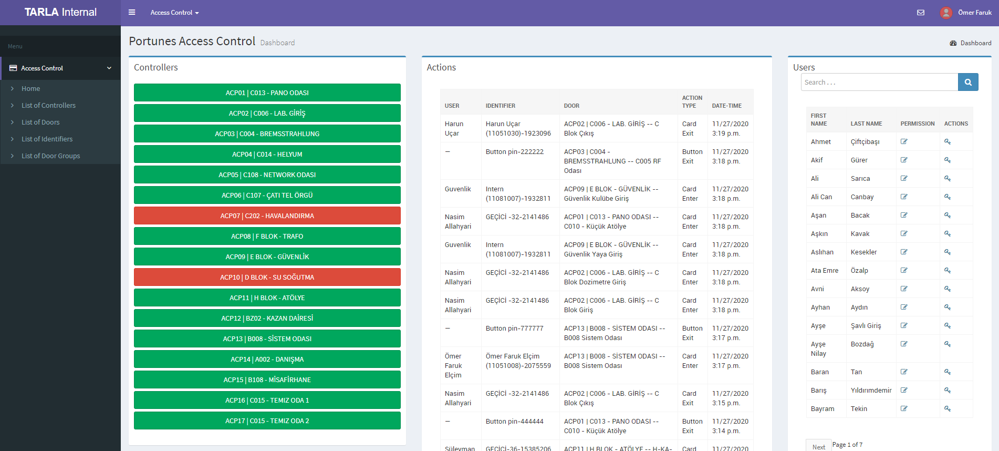 TARLA Internal
Access Control
Ömer Faruk
Menu
Access Control
Home
List of Controllers
List of Doors
List of Identifiers
List of Door Groups
Portunes Access Control Dashboard
Dashboard
Controllers
ACP01 | C013 - PANO ODASI
ACP02 | C006 - LAB. GİRİŞ
ACP03 | C004 - BREMSSTRAHLUNG
ACP04 | C014 - HELYUM
ACP05 | C108 - NETWORK ODASI
ACP06 | C107 - ÇATI TEL ÖRGÜ
ACP07 | C202 - HAVALANDIRMA
ACP08 | F BLOK - TRAFO
ACP09 | E BLOK - GÜVENLİK
ACP10 | D BLOK - SU SOĞUTMA
ACP11 | H BLOK - ATÖLYE
ACP12 | BZ02 - KAZAN DAİRESİ
ACP13 | B008 - SİSTEM ODASI
ACP14 | A002 - DANIŞMA
ACP15 | B108 - MİSAFİRHANE
ACP16 | C015 - TEMIZ ODA 1
ACP17 | C015 - TEMIZ ODA 2
Actions
USER IDENTIFIER DOOR ACTION TYPE DATE-TIME
Harun Uçar Harun Uçar (11051030)-1923096 ACP02 | C006 - LAB. GİRİŞ -- C Blok Çıkış Card Exit 11/27/2020 3:19 p.m.
— Button pin-222222 ACP03 | C004 - BREMSSTRAHLUNG -- C005 RF Odası Button Exit 11/27/2020 3:18 p.m.
Guvenlik Intern (11081007)-1932811 ACP09 | E BLOK - GÜVENLİK -- Güvenlik Kulübe Giriş Card Enter 11/27/2020 3:18 p.m.
Nasim Allahyari GEÇİCİ -32-2141486 ACP01 | C013 - PANO ODASI -- C010 - Küçük Atölye Card Enter 11/27/2020 3:18 p.m.
Guvenlik Intern (11081007)-1932811 ACP09 | E BLOK - GÜVENLİK -- Güvenlik Yaya Giriş Card Enter 11/27/2020 3:18 p.m.
Nasim Allahyari GEÇİCİ -32-2141486 ACP02 | C006 - LAB. GİRİŞ -- C Blok Dozimetre Giriş Card Enter 11/27/2020 3:18 p.m.
Nasim Allahyari GEÇİCİ -32-2141486 ACP02 | C006 - LAB. GİRİŞ -- C Blok Giriş Card Enter 11/27/2020 3:18 p.m.
— Button pin-777777 ACP13 | B008 - SİSTEM ODASI -- B008 Sistem Odası Button Exit 11/27/2020 3:17 p.m.
Ömer Faruk Elçim Ömer Faruk Elçim (11051008)-2075559 ACP13 | B008 - SİSTEM ODASI -- B008 Sistem Odası Card Enter 11/27/2020 3:17 p.m.
Nasim Allahyari GEÇİCİ -32-2141486 ACP02 | C006 - LAB. GİRİŞ -- C Blok Çıkış Card Exit 11/27/2020 3:15 p.m.
— Button pin-444444 ACP01 | C013 - PANO ODASI -- C010 - Küçük Atölye Button Exit 11/27/2020 3:14 p.m.
Süleyman GEÇİCİ-36-15385206 ACP11 | H BLOK - ATÖLYE -- H-KA- Card 11/27/2020
Users
Search . . .
FIRST NAME LAST NAME PERMISSION ACTIONS
Ahmet Çiftçibaşı
Akif Gürer
Ali Sarıca
Ali Can Canbay
Aşan Bacak
Aşkın Kavak
Aslıhan Kesekler
Ata Emre Özalp
Avni Aksoy
Ayhan Aydın
Ayşe Şavlı Giriş
Ayşe Nilay Bozdağ
Baran Tan
Barış Yıldırımdemir
Bayram Tekin
Next Page 1 of 7